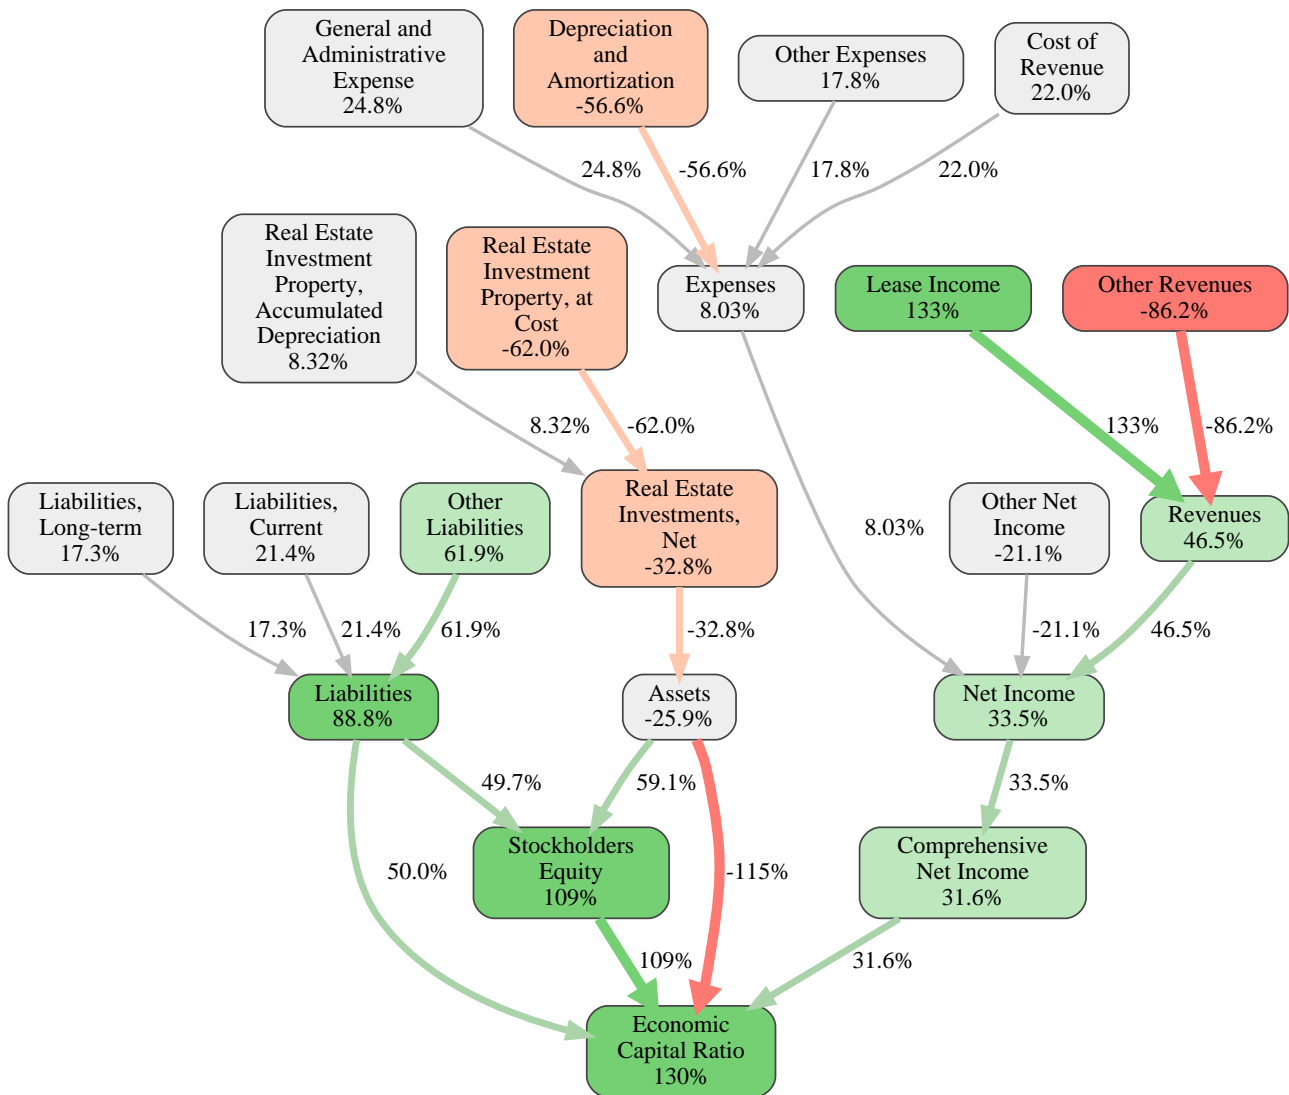 General and
Administrative
Expense
24.8%
Depreciation
and
Amortization
-56.6%
Other Expenses
17.8%
Cost of
Revenue
22.0%
24.8%
-56.6%
17.8%
22.0%
Real Estate
Investment
Property,
Accumulated
Depreciation
8.32%
Real Estate
Investment
Property, at
Cost
-62.0%
Expenses
8.03%
Lease Income
133%
Other Revenues
-86.2%
8.32%
-62.0%
133%
-86.2%
Liabilities,
Long-term
17.3%
Liabilities,
Current
21.4%
Other
Liabilities
61.9%
Real Estate
Investments,
Net
-32.8%
8.03%
Other Net
Income
-21.1%
Revenues
46.5%
17.3%
21.4%
61.9%
-32.8%
-21.1%
46.5%
Liabilities
88.8%
Assets
-25.9%
Net Income
33.5%
49.7%
59.1%
33.5%
50.0%
Stockholders
Equity
109%
-115%
Comprehensive
Net Income
31.6%
109%
31.6%
Economic
Capital Ratio
130%